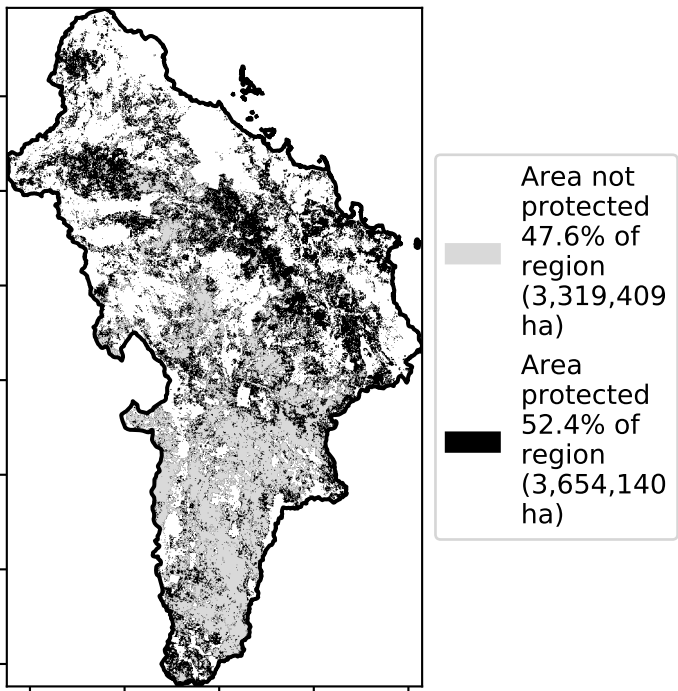 Area not
protected
47.6% of
region
(3,319,409
ha)
Area
protected
52.4% of
region
(3,654,140
ha)